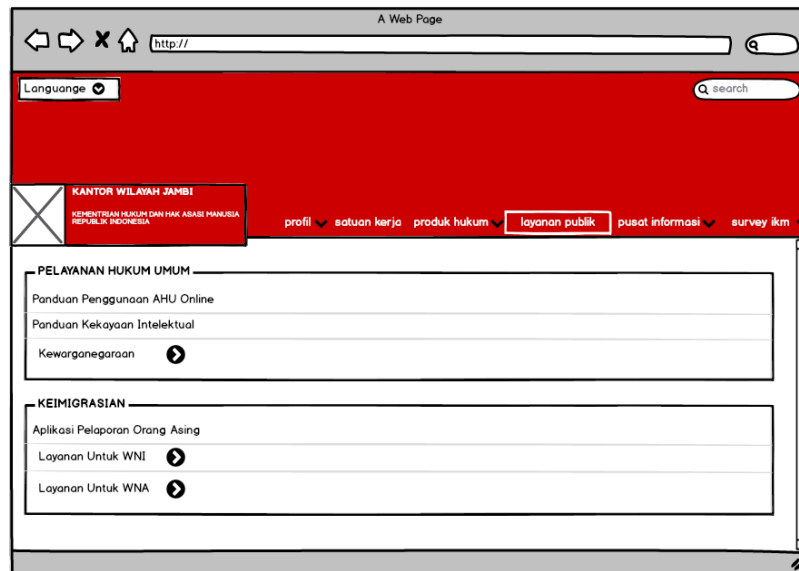 A Web Page
http://
Languange
search
KANTOR WILAYAH JAMBI
KEMENTRIAN HUKUM DAN HAK ASASI MANUSIA
REPUBLIK INDONESIA
profil satuan kerja produk hukum layanan publik pusat informasi survey ikm
PELAYANAN HUKUM UMUM
Panduan Penggunaan AHU Online
Panduan Kekayaan Intelektual
Kewarganegaraan
KEIMIGRASIAN
Aplikasi Pelaporan Orang Asing
Layanan Untuk WNI
Layanan Untuk WNA